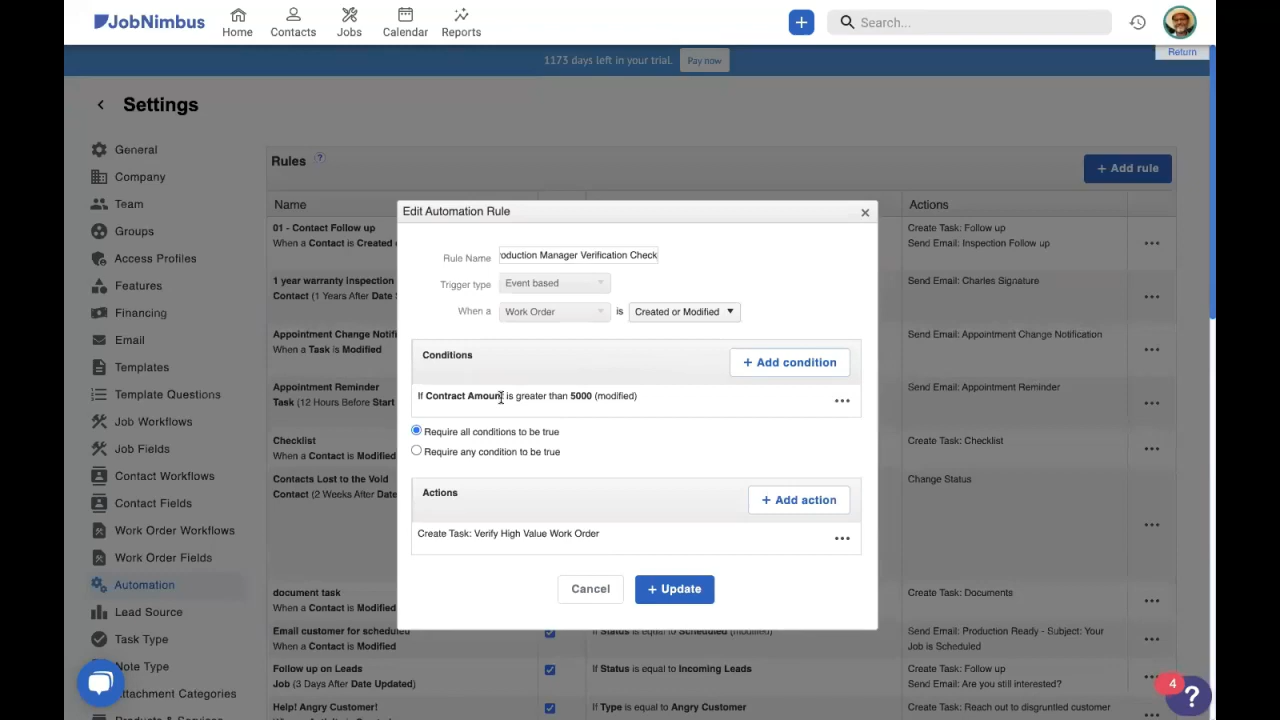 JobNimbus
Home
Contacts
Jobs
Calendar
Reports
+
Search...
Return
1173 days left in your trial.
Pay now
Settings
General
Company
Team
Groups
Access Profiles
Features
Financing
Email
Templates
Template Questions
Job Workflows
Job Fields
Contact Workflows
Contact Fields
Work Order Workflows
Work Order Fields
Automation
Lead Source
Task Type
Note Type
Attachment Categories
Products & Services
Rules ?
+ Add rule
Name
Actions
01 - Contact Follow up
When a Contact is Created
Create Task: Follow up
Send Email: Inspection Follow up
1 year warranty Inspection
Contact (1 Years After Date
Send Email: Charles Signature
Appointment Change Notifi
When a Task is Modified
Send Email: Appointment Change Notification
Appointment Reminder
Task (12 Hours Before Start
Send Email: Appointment Reminder
Checklist
When a Contact is Modified
Create Task: Checklist
Contacts Lost to the Void
Contact (2 Weeks After Date
Change Status
document task
When a Contact is Modified
Create Task: Documents
Email customer for scheduled
When a Contact is Modified
If Status is equal to Scheduled (modified)
Send Email: Production Ready - Subject: Your
Job is Scheduled
Follow up on Leads
Job (3 Days After Date Updated)
If Status is equal to Incoming Leads
Create Task: Follow up
Send Email: Are you still interested?
Help! Angry Customer!
If Type is equal to Angry Customer
Create Task: Reach out to disgruntled customer
Edit Automation Rule
Rule Name
oduction Manager Verification Check
Trigger type
Event based
When a
Work Order
is
Created or Modified
Conditions
+ Add condition
If Contract Amount is greater than 5000 (modified)
Require all conditions to be true
Require any condition to be true
Actions
+ Add action
Create Task: Verify High Value Work Order
Cancel
+ Update
4
?